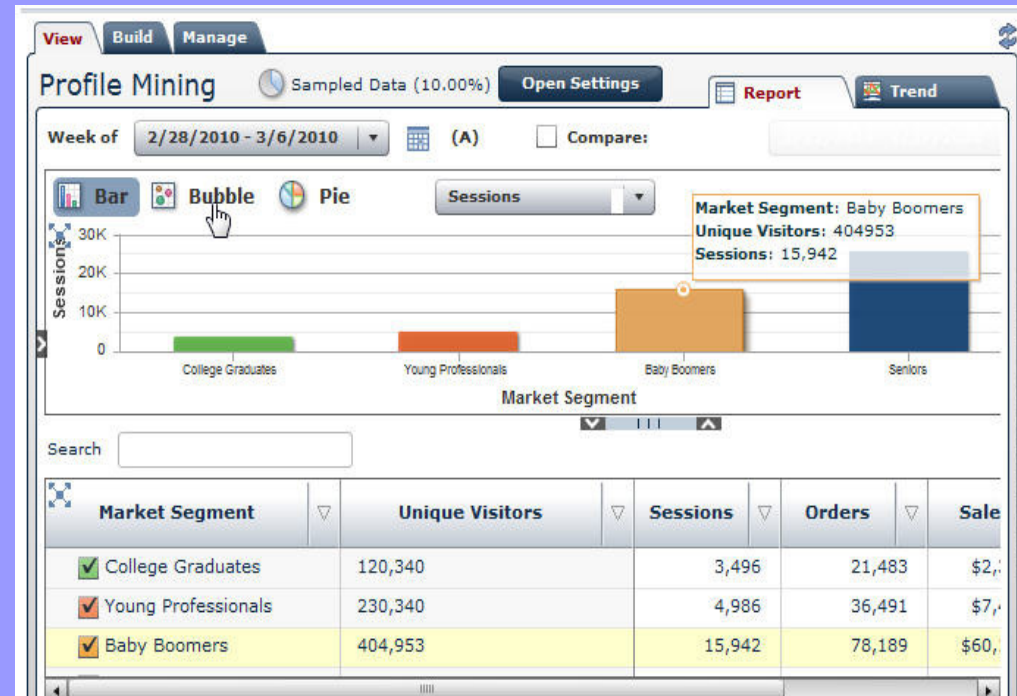 View Build Manage
Profile Mining Sampled Data (10.00%) Open Settings Report Trend
Week of 2/28/2010 - 3/6/2010 (A) Compare:
Bar Bubble Pie Sessions
Market Segment: Baby Boomers
Unique Visitors: 404953
Sessions: 15,942
Sessions
30K
20K
10K
0
College Graduates Young Professionals Baby Boomers Seniors
Market Segment
Search
Market Segment Unique Visitors Sessions Orders Sale
College Graduates 120,340 3,496 21,483
Young Professionals 230,340 4,986 36,491
Baby Boomers 404,953 15,942 78,189 $60,